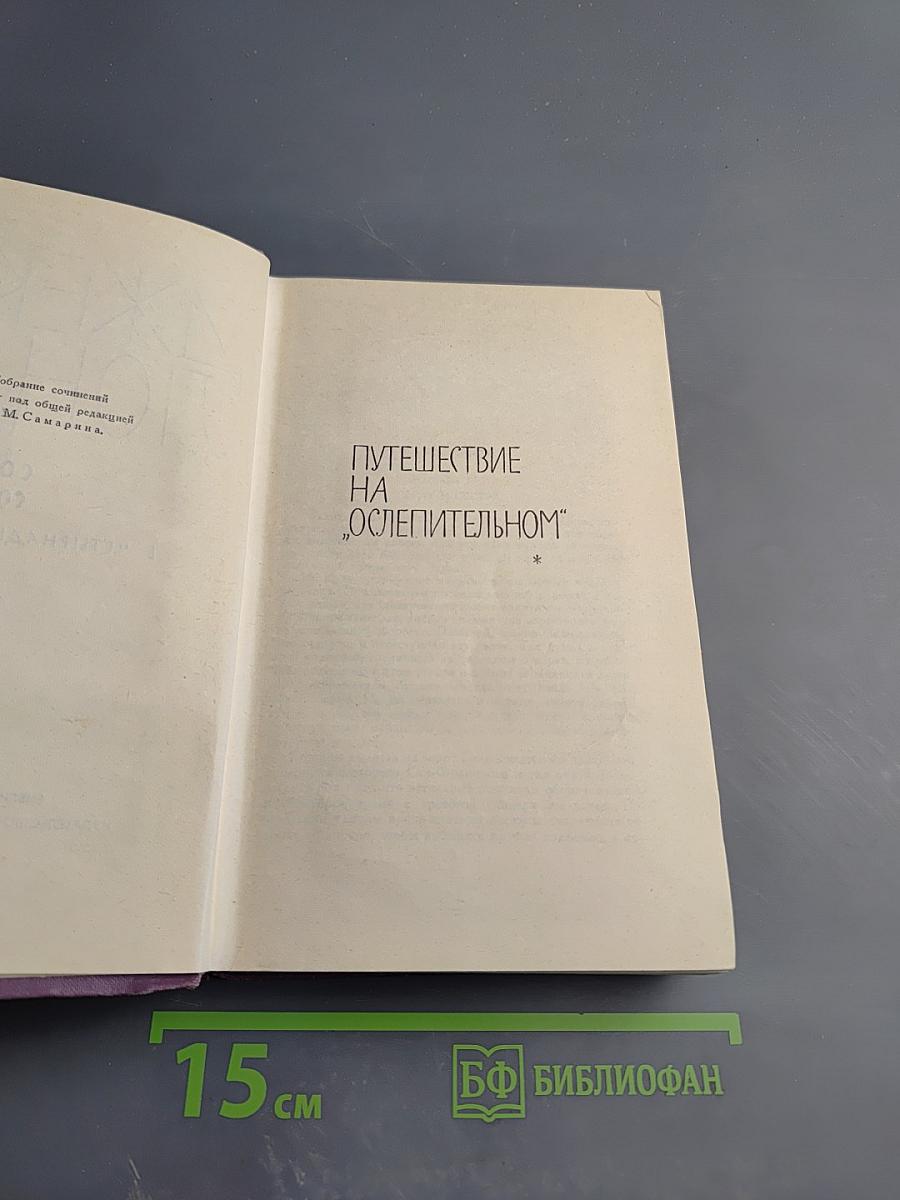 обрание сочинений
под общей редакцией
М. Самарина.
ПУТЕШЕСТВИЕ
НА
„ОСЛЕПИТЕЛЬНОМ“
*
15 см
БФ БИБЛИОФАН